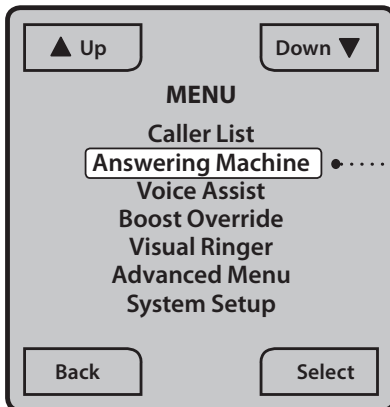 ▲ Up
Down ▼
MENU
Caller List
Answering Machine
Voice Assist
Boost Override
Visual Ringer
Advanced Menu
System Setup
Back
Select